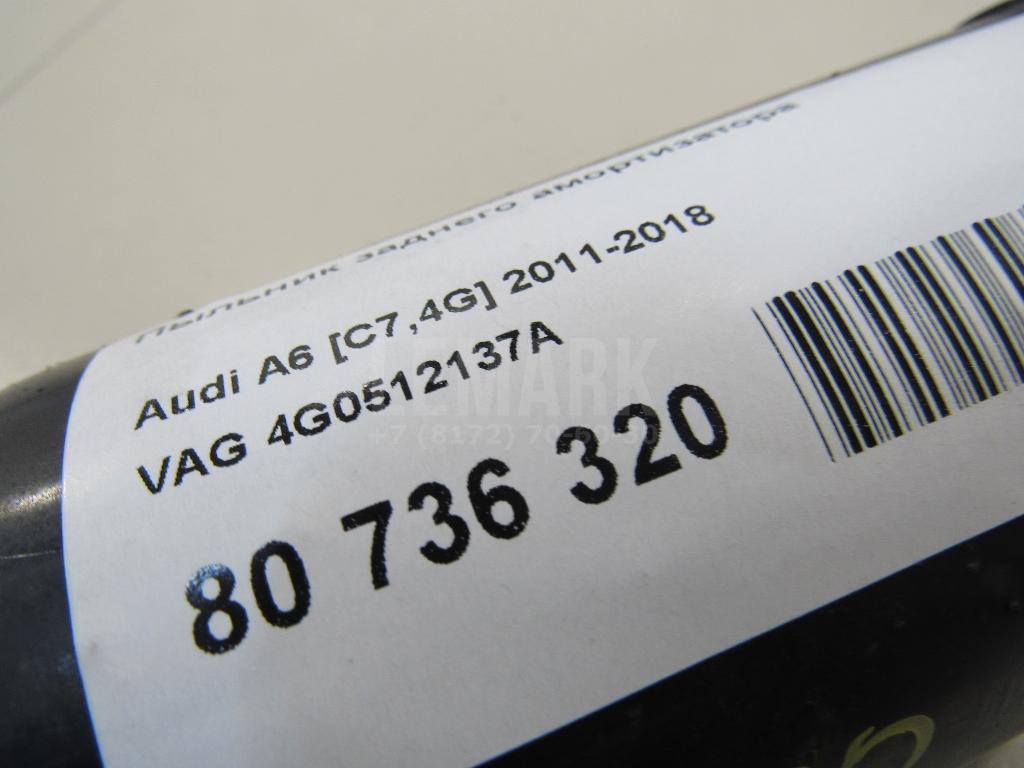 Пыльник заднего амортизатора
Audi A6 [C7,4G] 2011-2018
VAG 4G0512137A
80 736 320
LEMARK